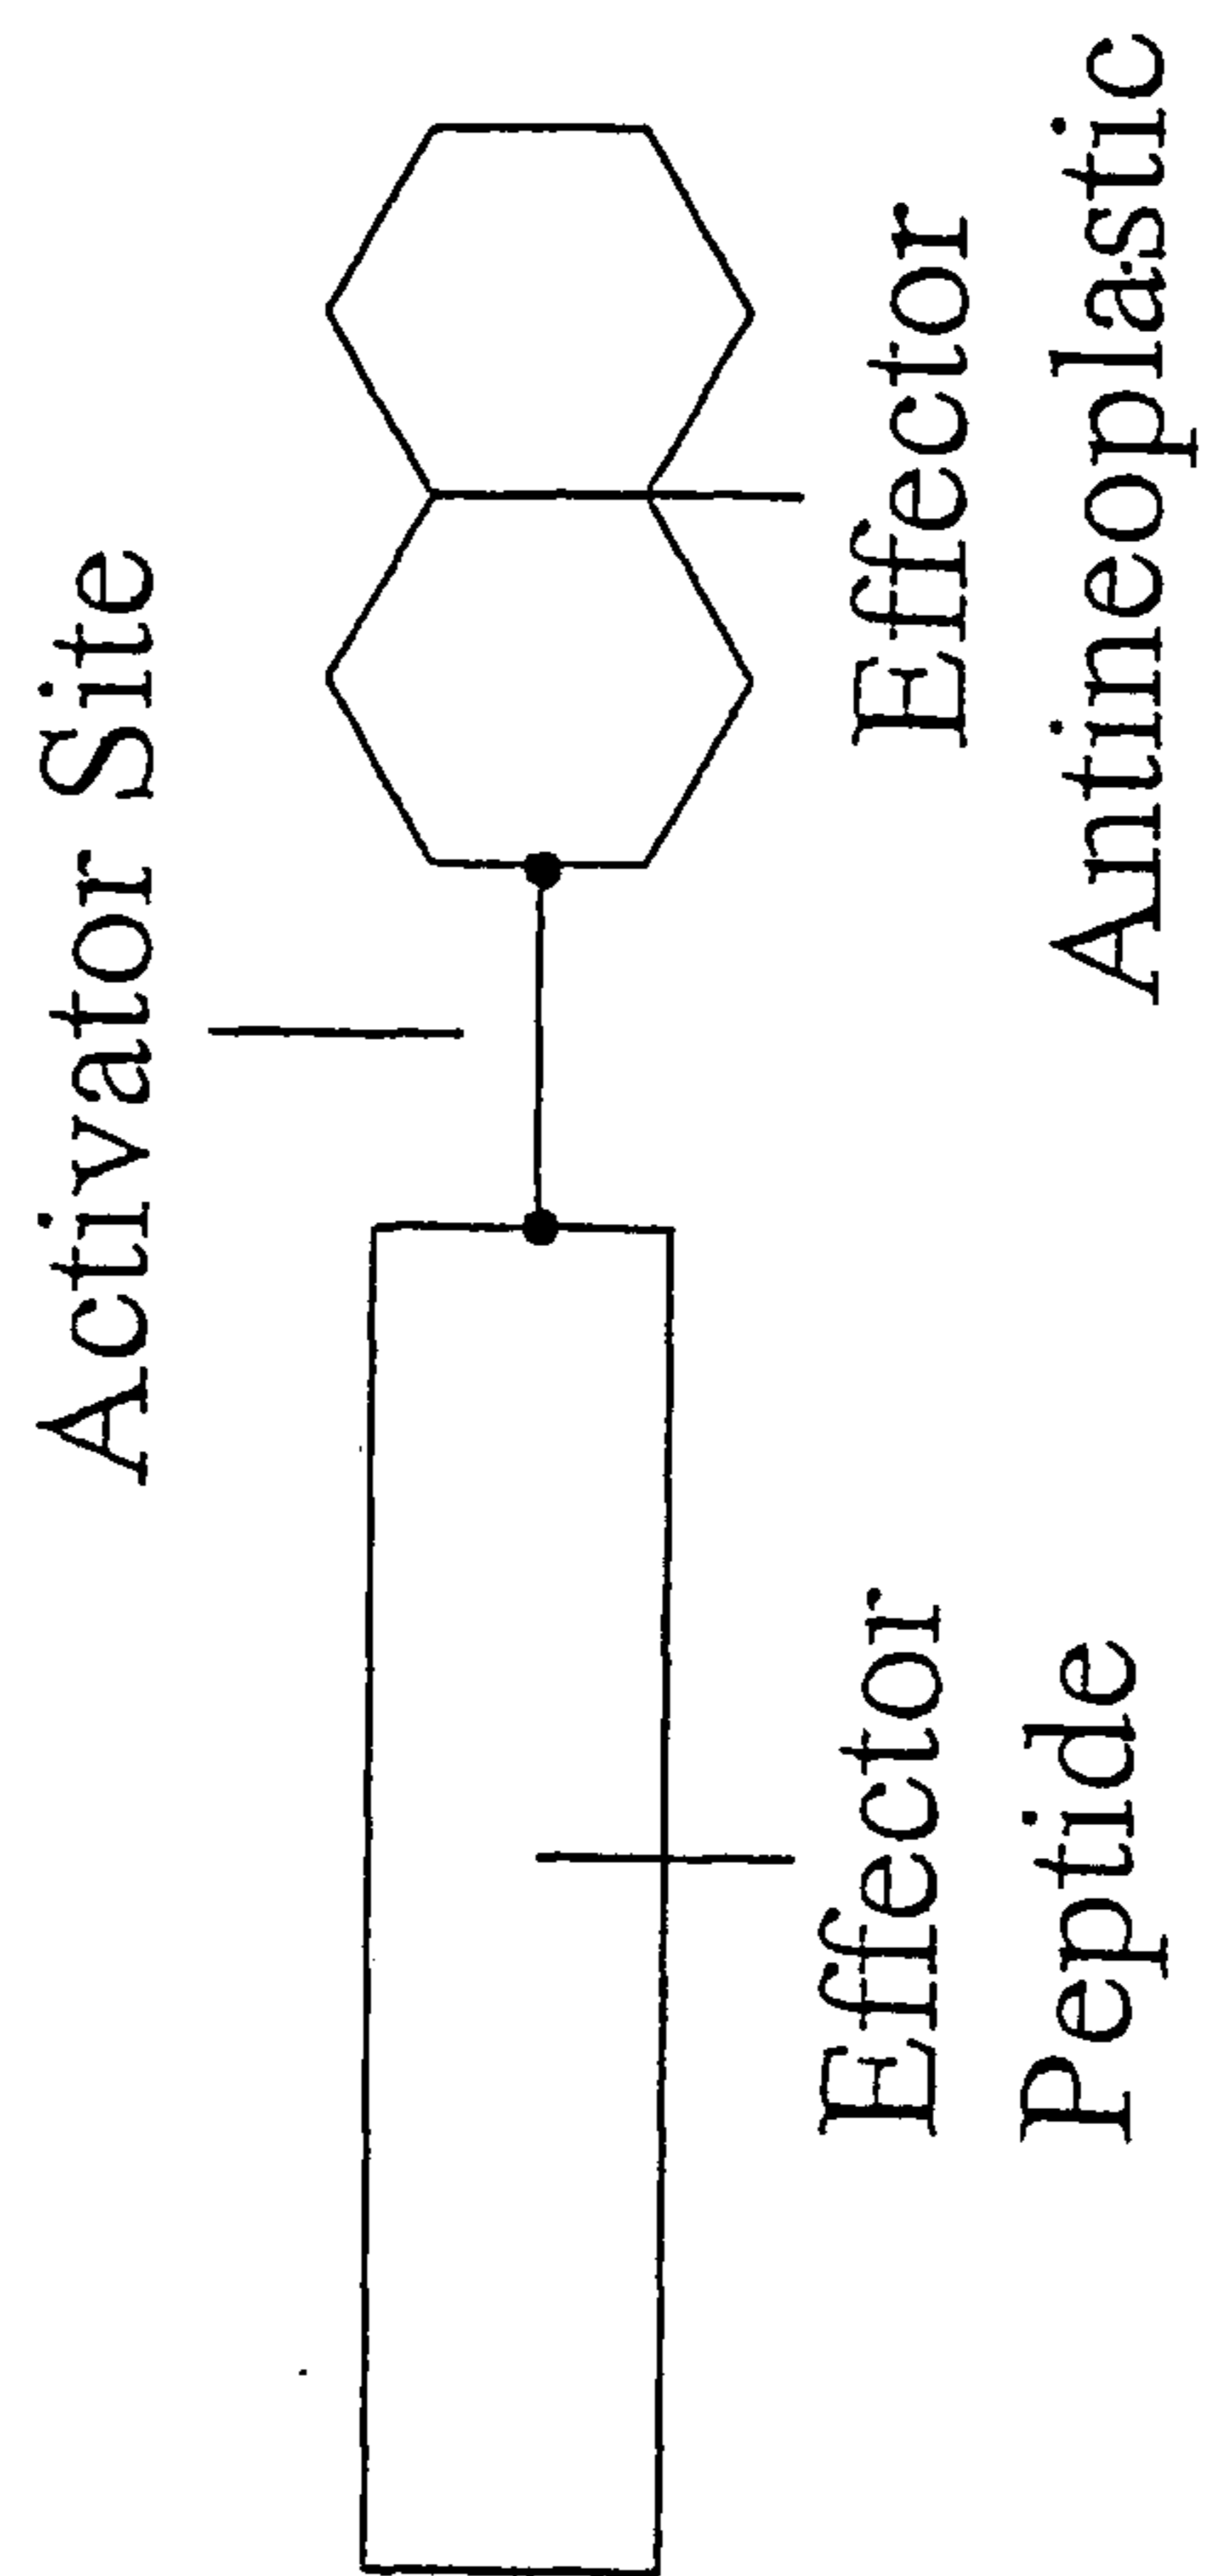 Activator Site
Effector
Peptide
Effector
Antineoplastic